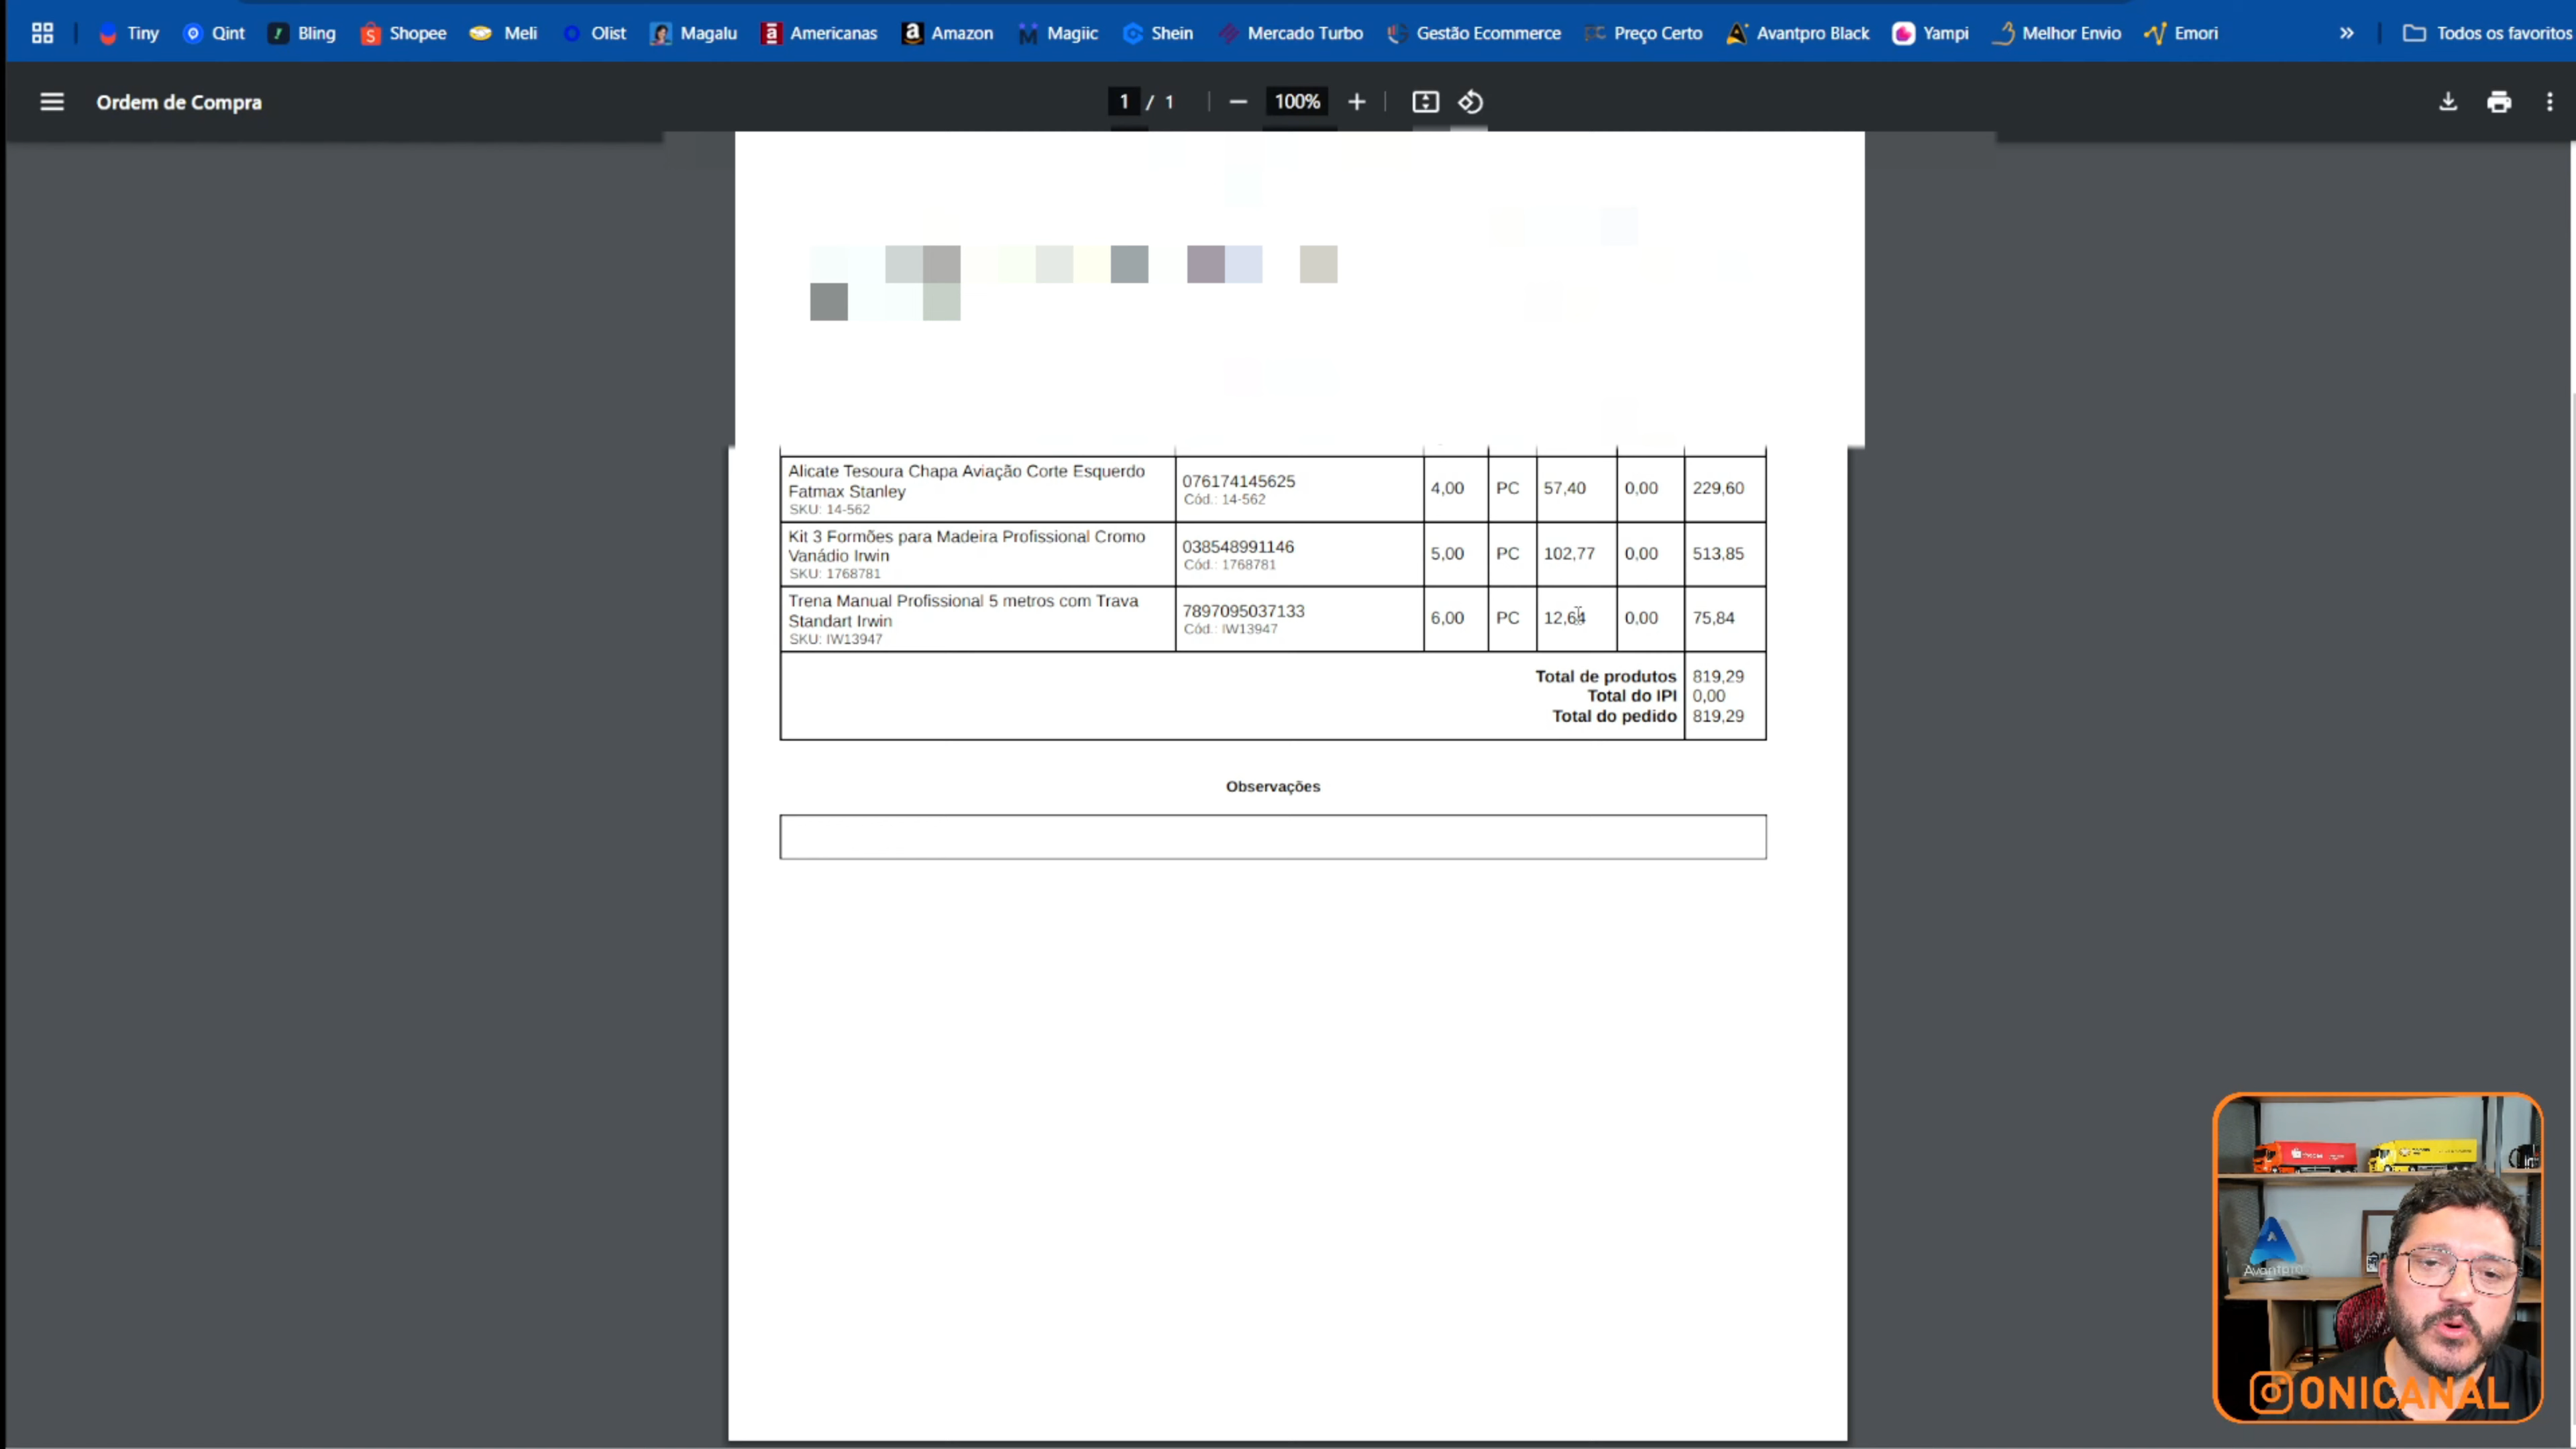 Tiny Qint Bling Shopee Meli Olist Magalu Americanas Amazon Magiic Shein Mercado Turbo Gestão Ecommerce Preço Certo Avantpro Black Yampi Melhor Envio Emori » Todos os favoritos
Ordem de Compra 1 / 1 − 100% +
Alicate Tesoura Chapa Aviação Corte Esquerdo
Fatmax Stanley
SKU: 14-562
076174145625
Cód.: 14-562
4,00 PC 57,40 0,00 229,60
Kit 3 Formões para Madeira Profissional Cromo
Vanádio Irwin
SKU: 1768781
038548991146
Cód.: 1768781
5,00 PC 102,77 0,00 513,85
Trena Manual Profissional 5 metros com Trava
Standart Irwin
SKU: IW13947
7897095037133
Cód.: IW13947
6,00 PC 12,64 0,00 75,84
Total de produtos 819,29
Total do IPI 0,00
Total do pedido 819,29
Observações
Avantpro
ONICANAL